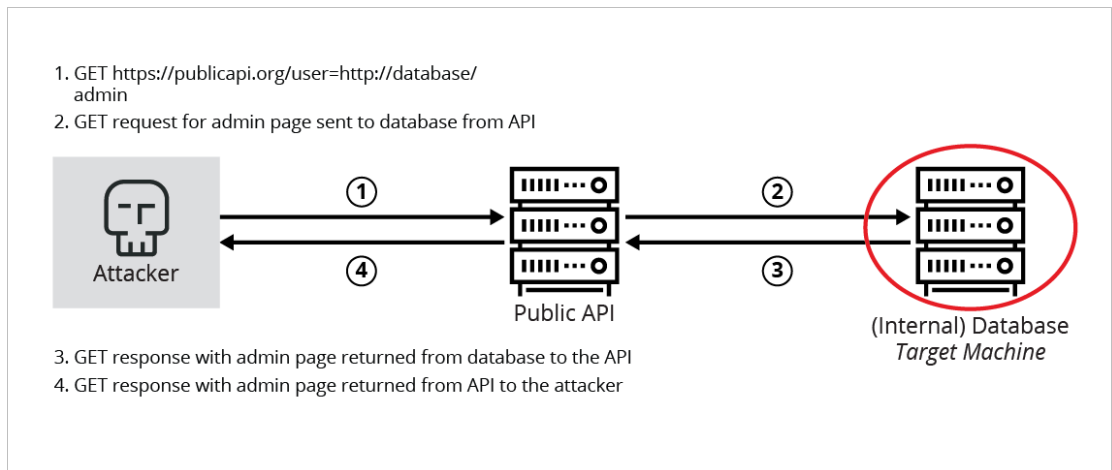 1. GET https://publicapi.org/user=http://database/
admin
2. GET request for admin page sent to database from API
1
2
Attacker
4
3
Public API
(Internal) Database
Target Machine
3. GET response with admin page returned from database to the API
4. GET response with admin page returned from API to the attacker